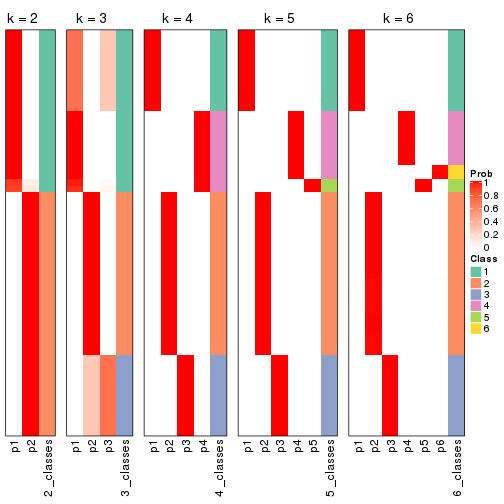 k = 2
k = 3
k = 4
k = 5
k = 6
Prob
1
0.8
0.6
0.4
0.2
0
Class
1
2
3
4
5
6
p1
p2
2_classes
p1
p2
p3
3_classes
p1
p2
p3
p4
4_classes
p1
p2
p3
p4
p5
5_classes
p1
p2
p3
p4
p5
p6
6_classes